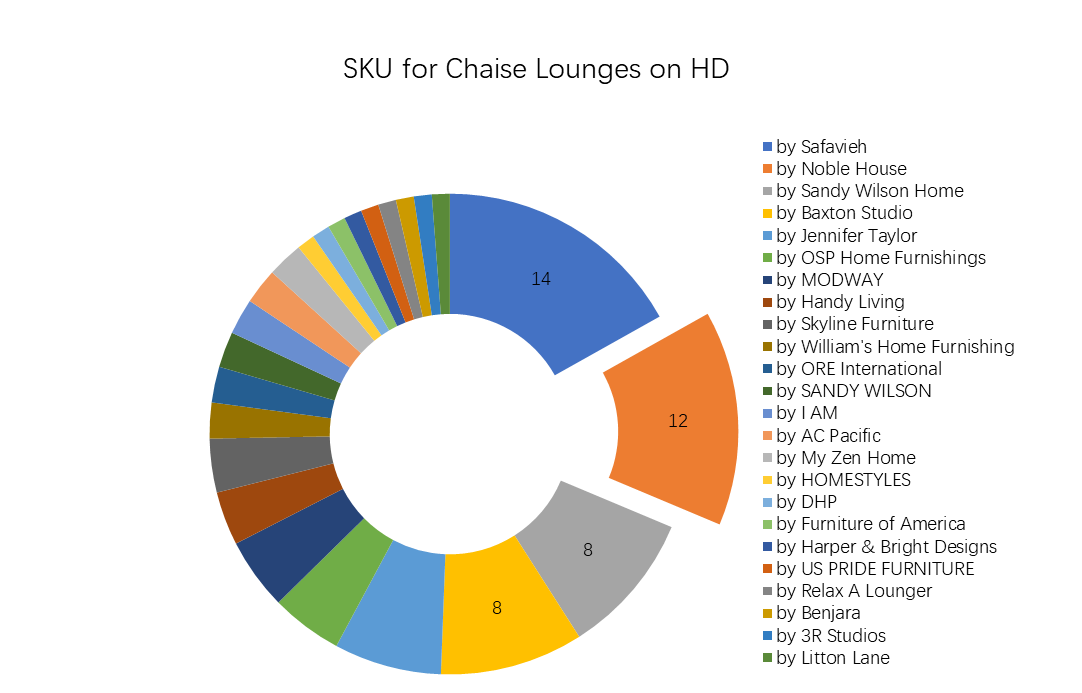 SKU for Chaise Lounges on HD
14
12
8
8
by Safavieh
by Noble House
by Sandy Wilson Home
by Baxton Studio
by Jennifer Taylor
by OSP Home Furnishings
by MODWAY
by Handy Living
by Skyline Furniture
by William's Home Furnishing
by ORE International
by SANDY WILSON
by I AM
by AC Pacific
by My Zen Home
by HOMESTYLES
by DHP
by Furniture of America
by Harper & Bright Designs
by US PRIDE FURNITURE
by Relax A Lounger
by Benjara
by 3R Studios
by Litton Lane